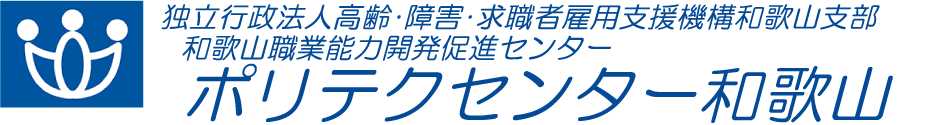 独立行政法人高齢・障害・求職者雇用支援機構和歌山支部
和歌山職業能力開発促進センター
ポリテクセンター和歌山